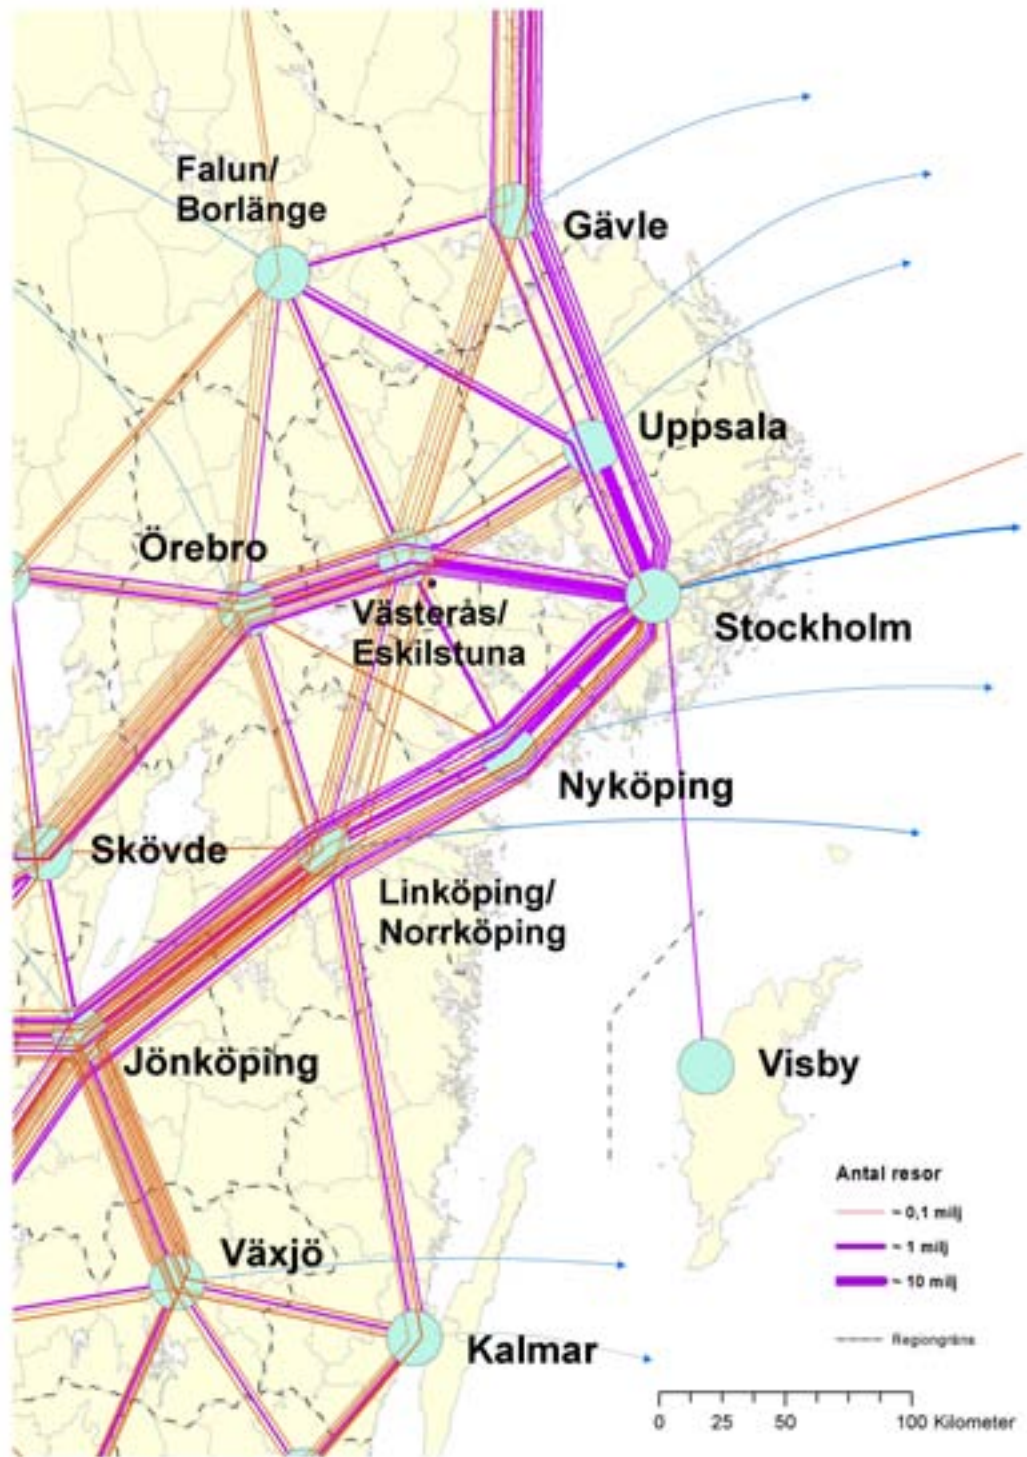 Falun/
Borlänge
Gävle
Uppsala
Örebro
Västerås/
Eskilstuna
Stockholm
Nyköping
Skövde
Linköping/
Norrköping
Jönköping
Visby
Växjö
Kalmar
Antal resor
~ 0,1 milj
~ 1 milj
~ 10 milj
Regiongräns
0 25 50 100 Kilometer